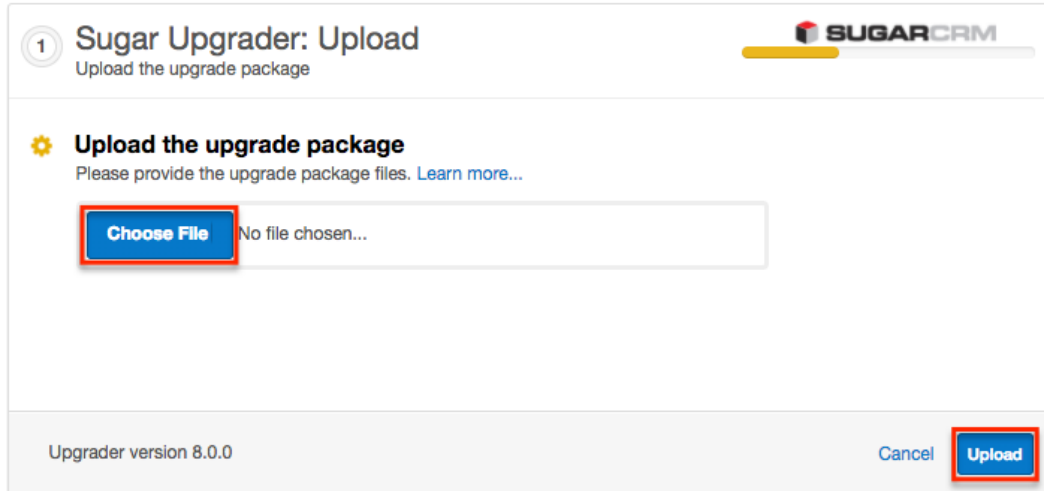 1
Sugar Upgrader: Upload
SUGARCRM
Upload the upgrade package
Upload the upgrade package
Please provide the upgrade package files. Learn more...
Choose File
No file chosen...
Upgrader version 8.0.0
Cancel
Upload